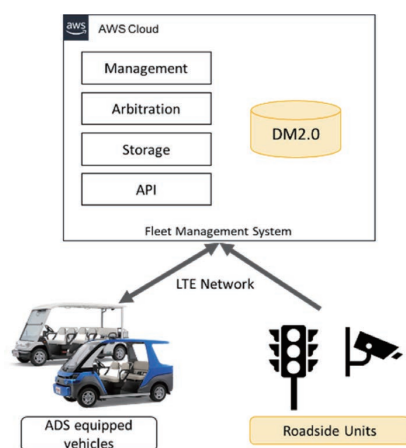 aws
AWS Cloud
Management
Arbitration
Storage
API
DM2.0
Fleet Management System
LTE Network
ADS equipped
vehicles
Roadside Units